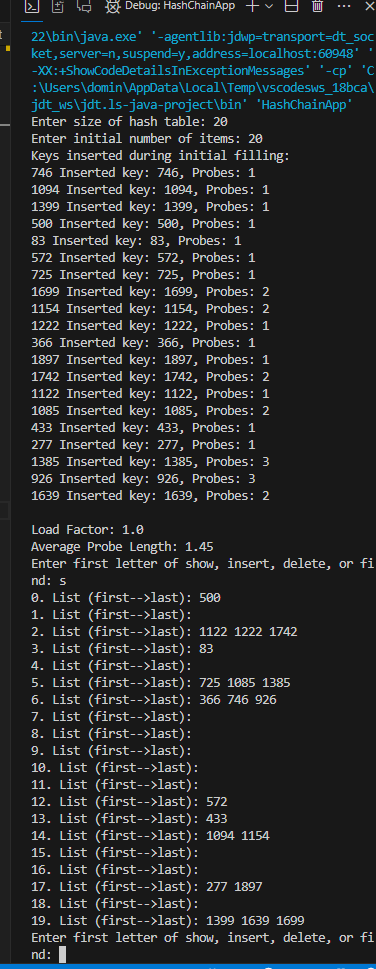 Debug: HashChainApp
22\bin\java.exe' '-agentlib:jdwp=transport=dt_soc
ket,server=n,suspend=y,address=localhost:60948' '
-XX:+ShowCodeDetailsInExceptionMessages' '-cp' 'C
:\Users\domin\AppData\Local\Temp\vscodesws_18bca\
jdt_ws\jdt.ls-java-project\bin' 'HashChainApp'
Enter size of hash table: 20
Enter initial number of items: 20
Keys inserted during initial filling:
746 Inserted key: 746, Probes: 1
1094 Inserted key: 1094, Probes: 1
1399 Inserted key: 1399, Probes: 1
500 Inserted key: 500, Probes: 1
83 Inserted key: 83, Probes: 1
572 Inserted key: 572, Probes: 1
725 Inserted key: 725, Probes: 1
1699 Inserted key: 1699, Probes: 2
1154 Inserted key: 1154, Probes: 2
1222 Inserted key: 1222, Probes: 1
366 Inserted key: 366, Probes: 1
1897 Inserted key: 1897, Probes: 1
1742 Inserted key: 1742, Probes: 2
1122 Inserted key: 1122, Probes: 1
1085 Inserted key: 1085, Probes: 2
433 Inserted key: 433, Probes: 1
277 Inserted key: 277, Probes: 1
1385 Inserted key: 1385, Probes: 3
926 Inserted key: 926, Probes: 3
1639 Inserted key: 1639, Probes: 2
Load Factor: 1.0
Average Probe Length: 1.45
Enter first letter of show, insert, delete, or fi
nd: s
0. List (first-->last): 500
1. List (first-->last):
2. List (first-->last): 1122 1222 1742
3. List (first-->last): 83
4. List (first-->last):
5. List (first-->last): 725 1085 1385
6. List (first-->last): 366 746 926
7. List (first-->last):
8. List (first-->last):
9. List (first-->last):
10. List (first-->last):
11. List (first-->last):
12. List (first-->last): 572
13. List (first-->last): 433
14. List (first-->last): 1094 1154
15. List (first-->last):
16. List (first-->last):
17. List (first-->last): 277 1897
18. List (first-->last):
19. List (first-->last): 1399 1639 1699
Enter first letter of show, insert, delete, or fi
nd: